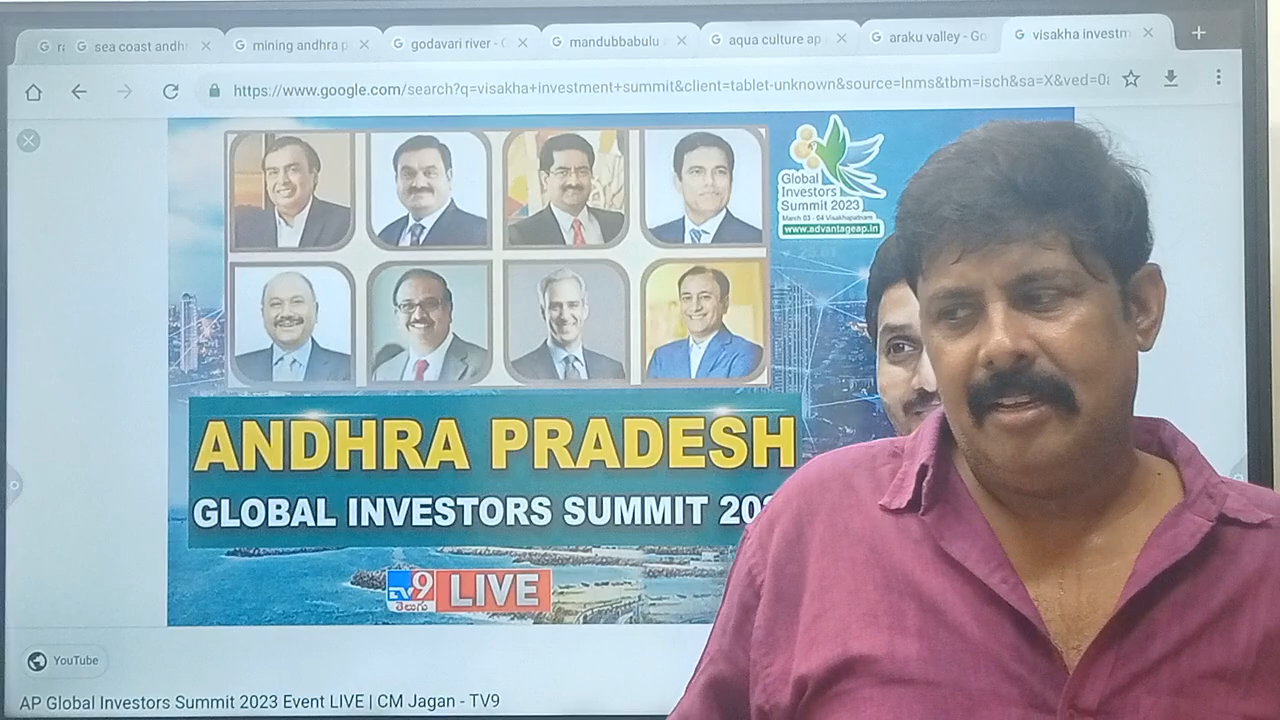 sea coast andhr
mining andhra p
godavari river - G
mandubbabulu
aqua culture ap
araku valley - Go
visakha investm
https://www.google.com/search?q=visakha+investment+summit&client=tablet-unknown&source=lnms&tbm=isch&sa=X&ved=0a
Global
Investors
Summit 2023
March 03 - 04 Visakhapatnam
www.advantageap.in
ANDHRA PRADESH
GLOBAL INVESTORS SUMMIT 202
TV9
తెలుగు
LIVE
YouTube
AP Global Investors Summit 2023 Event LIVE | CM Jagan - TV9